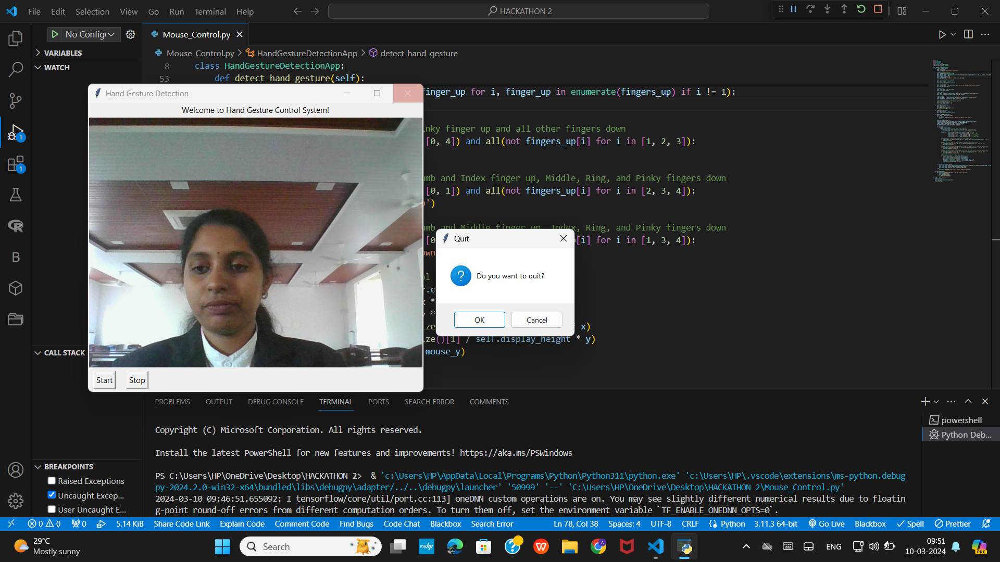 File Edit Selection View Go Run Terminal Help
HACKATHON 2
No Config
Mouse_Control.py
VARIABLES
WATCH
Mouse_Control.py > HandGestureDetectionApp > detect_hand_gesture
8 class HandGestureDetectionApp:
53 def detect_hand_gesture(self):
finger_up for i, finger_up in enumerate(fingers_up) if i != 1):
Hand Gesture Detection
Welcome to Hand Gesture Control System!
inky finger up and all other fingers down
[0, 4]) and all(not fingers_up[i] for i in [1, 2, 3]):
umb and Index finger up, Middle, Ring, and Pinky fingers down
[0, 1]) and all(not fingers_up[i] for i in [2, 3, 4]):
')
umb and Middle finger up, Index, Ring, and Pinky fingers down
[0 [i] for i in [1, 3, 4]):
own
Quit
Do you want to quit?
OK Cancel
f.c
x *
y *
ize x)
ize()[1] / self.display_height * y)
mouse_y)
CALL STACK
Start Stop
PROBLEMS OUTPUT DEBUG CONSOLE TERMINAL PORTS SEARCH ERROR COMMENTS
powershell
Python Deb...
Copyright (C) Microsoft Corporation. All rights reserved.
Install the latest PowerShell for new features and improvements! https://aka.ms/PSWindows
PS C:\Users\HP\OneDrive\Desktop\HACKATHON 2> & 'c:\Users\HP\AppData\Local\Programs\Python\Python311\python.exe' 'c:\Users\HP\.vscode\extensions\ms-python.debug
py-2024.2.0-win32-x64\bundled\libs\debugpy\adapter/../..\debugpy\launcher' '50999' '--' 'C:\Users\HP\OneDrive\Desktop\HACKATHON 2\Mouse_Control.py'
2024-03-10 09:46:51.655092: I tensorflow/core/util/port.cc:113] oneDNN custom operations are on. You may see slightly different numerical results due to floatin
g-point round-off errors from different computation orders. To turn them off, set the environment variable `TF_ENABLE_ONEDNN_OPTS=0`.
BREAKPOINTS
Raised Exceptions
Uncaught Excep...
User Uncaught E...
0 0 0 5.14 KiB Share Code Link Explain Code Comment Code Find Bugs Code Chat Blackbox Search Error Ln 78, Col 38 Spaces: 4 UTF-8 CRLF Python 3.11.3 64-bit Go Live Blackbox Spell Prettier
29°C
Mostly sunny
Search
myhp
ENG
09:51
10-03-2024
PRE